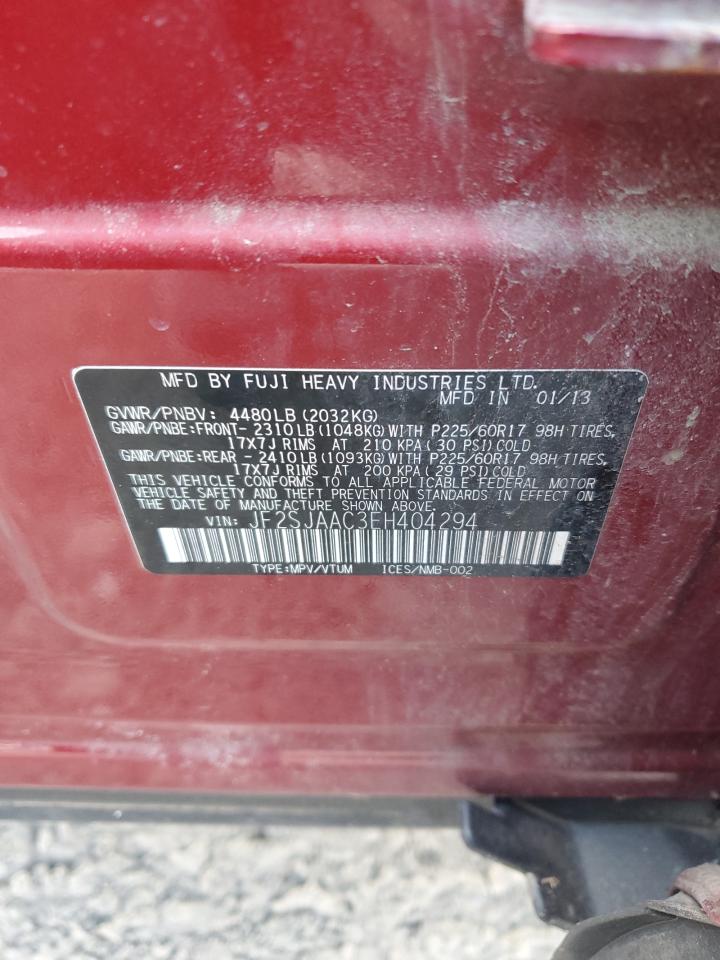 MFD BY FUJI HEAVY INDUSTRIES LTD.
MFD IN 01/13
GVWR/PNBV: 4480LB (2032KG)
GAWR/PNBE:FRONT- 2310LB (1048KG) WITH P225/60R17 98H TIRES,
17X7J RIMS AT 210 KPA (30 PSI) COLD
GAWR/PNBE:REAR - 2410LB (1093KG) WITH P225/60R17 98H TIRES,
17X7J RIMS AT 200 KPA (29 PSI) COLD
THIS VEHICLE CONFORMS TO ALL APPLICABLE FEDERAL MOTOR
VEHICLE SAFETY AND THEFT PREVENTION STANDARDS IN EFFECT ON
THE DATE OF MANUFACTURE SHOWN ABOVE.
VIN: JF2SJAAC3EH404294
TYPE:MPV/VTUM ICES/NMB-002